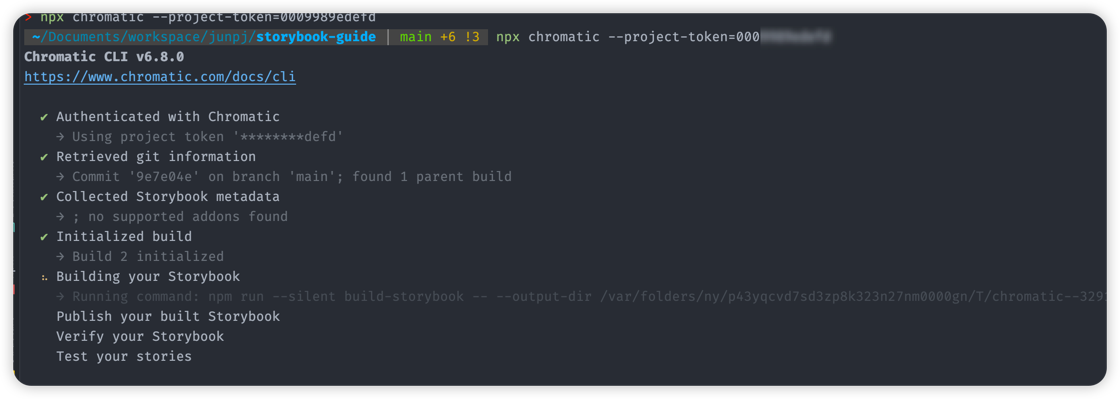 > npx chromatic --project-token=0009989edefd
~/Documents/workspace/junpj/storybook-guide | main +6 !3 npx chromatic --project-token=000
Chromatic CLI v6.8.0
https://www.chromatic.com/docs/cli
✔ Authenticated with Chromatic
→ Using project token '********defd'
✔ Retrieved git information
→ Commit '9e7e04e' on branch 'main'; found 1 parent build
✔ Collected Storybook metadata
→ ; no supported addons found
✔ Initialized build
→ Build 2 initialized
Building your Storybook
→ Running command: npm run --silent build-storybook -- --output-dir /var/folders/ny/p43yqcvd7sd3zp8k323n27nm0000gn/T/chromatic--329
Publish your built Storybook
Verify your Storybook
Test your stories